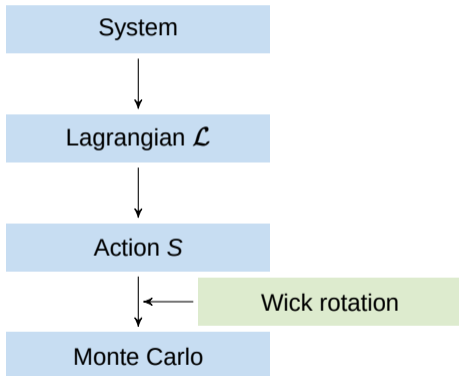 System
Lagrangian ℒ
Action S
Wick rotation
Monte Carlo